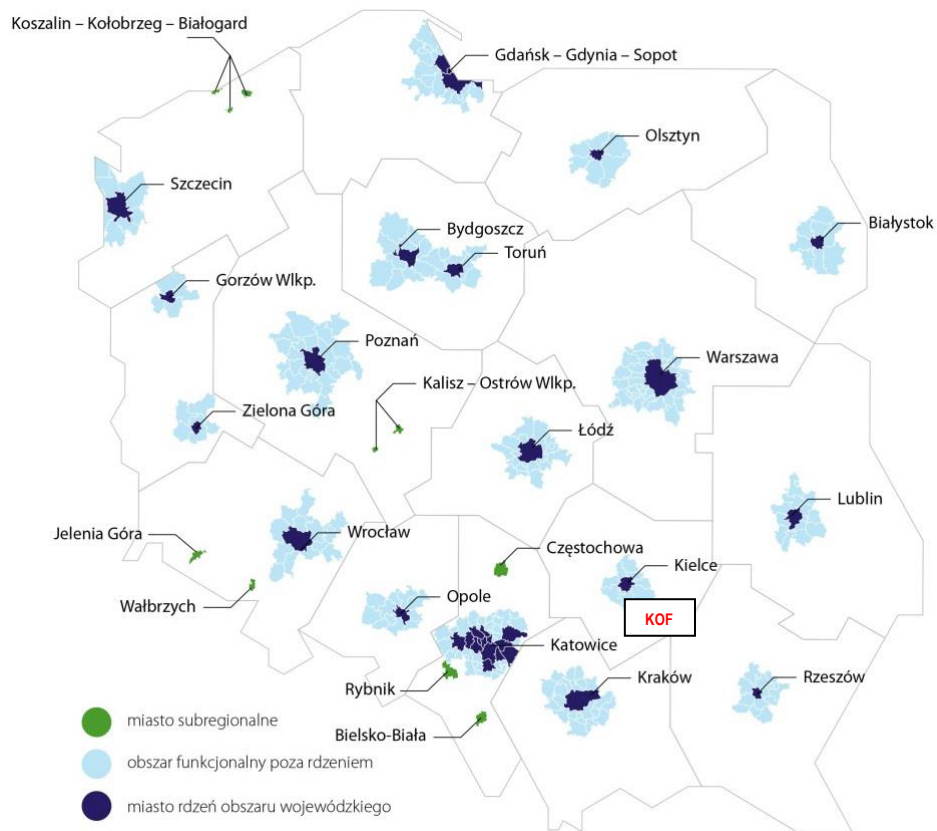 Koszalin – Kołobrzeg – Białogard
Gdańsk – Gdynia – Sopot
Olsztyn
Szczecin
Białystok
Bydgoszcz
Toruń
Gorzów Wlkp.
Poznań
Warszawa
Kalisz – Ostrów Wlkp.
Zielona Góra
Łódź
Lublin
Jelenia Góra
Wrocław
Częstochowa
Kielce
Wałbrzych
Opole
KOF
Katowice
Rybnik
Kraków
Rzeszów
Bielsko-Biała
miasto subregionalne
obszar funkcjonalny poza rdzeniem
miasto rdzeń obszaru wojewódzkiego